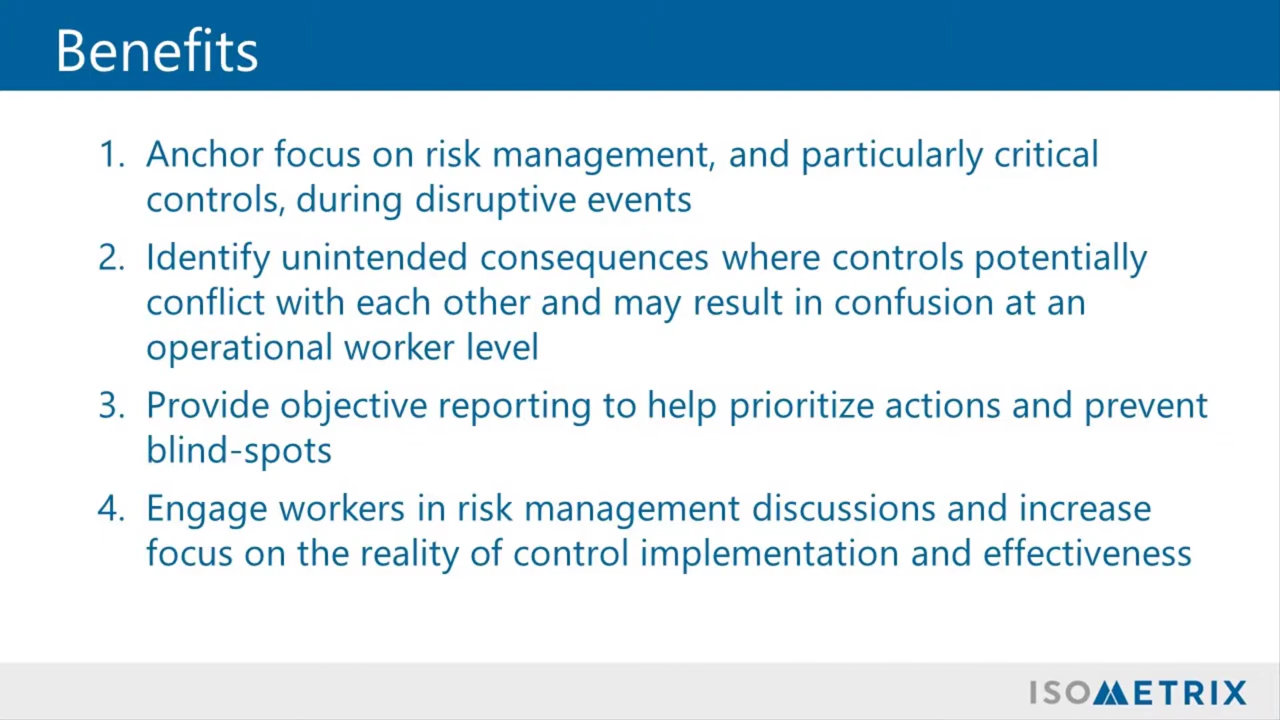 Benefits
1. Anchor focus on risk management, and particularly critical
controls, during disruptive events
2. Identify unintended consequences where controls potentially
conflict with each other and may result in confusion at an
operational worker level
3. Provide objective reporting to help prioritize actions and prevent
blind-spots
4. Engage workers in risk management discussions and increase
focus on the reality of control implementation and effectiveness
ISOMETRIX